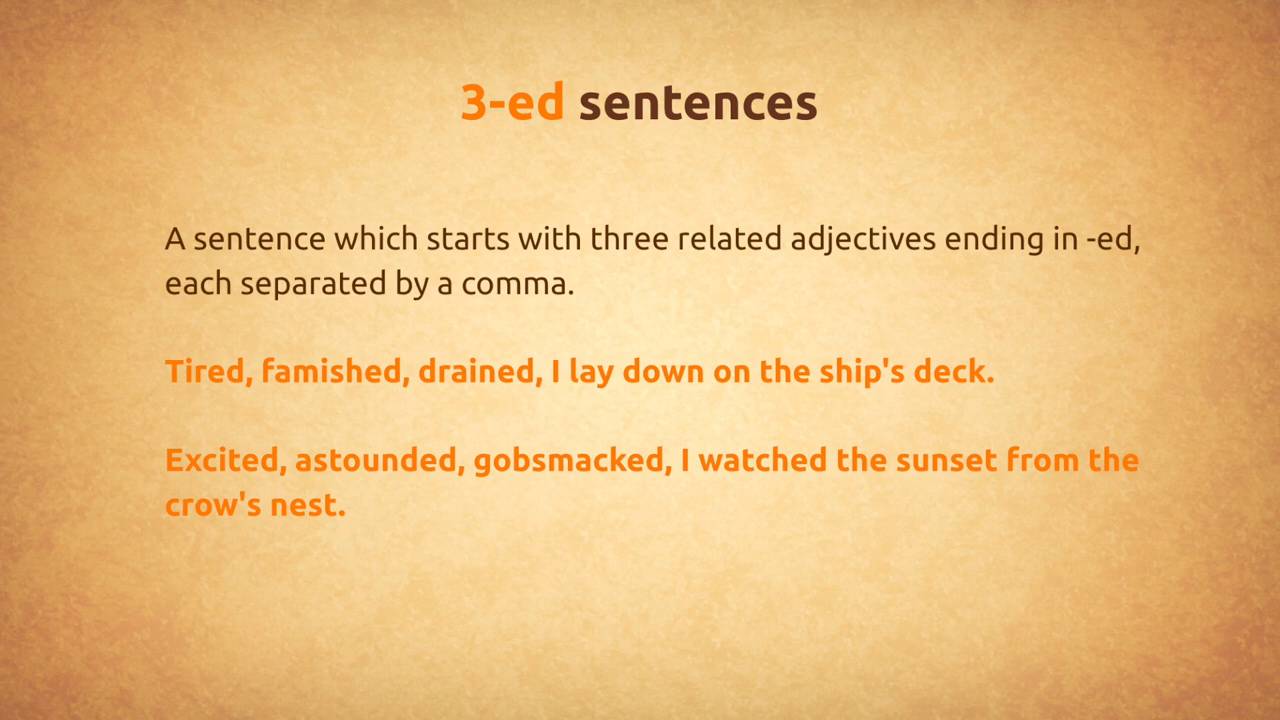 3-ed sentences
A sentence which starts with three related adjectives ending in -ed,
each separated by a comma.
Tired, famished, drained, I lay down on the ship's deck.
Excited, astounded, gobsmacked, I watched the sunset from the
crow's nest.